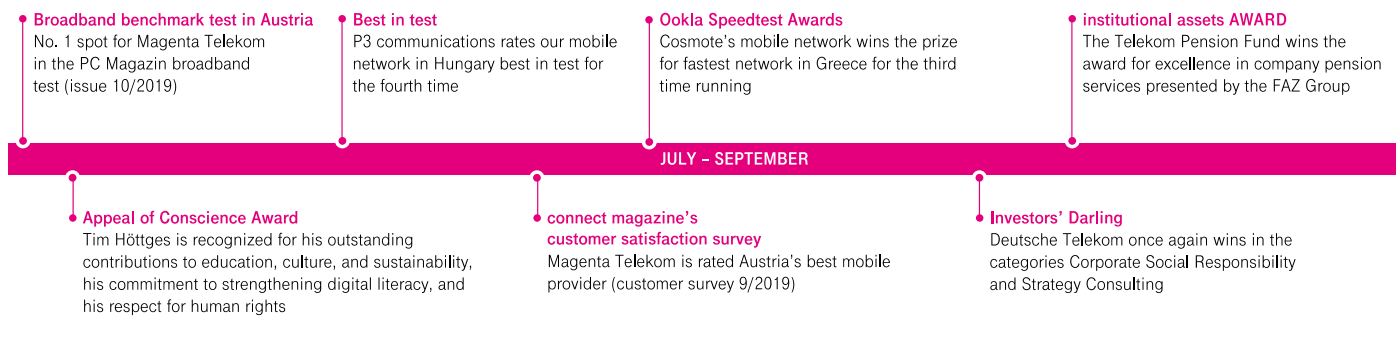 Broadband benchmark test in Austria
No. 1 spot for Magenta Telekom
in the PC Magazin broadband
test (issue 10/2019)
Best in test
P3 communications rates our mobile
network in Hungary best in test for
the fourth time
Ookla Speedtest Awards
Cosmote’s mobile network wins the prize
for fastest network in Greece for the third
time running
institutional assets AWARD
The Telekom Pension Fund wins the
award for excellence in company pension
services presented by the FAZ Group
JULY – SEPTEMBER
Appeal of Conscience Award
Tim Höttges is recognized for his outstanding
contributions to education, culture, and sustainability,
his commitment to strengthening digital literacy, and
his respect for human rights
connect magazine’s
customer satisfaction survey
Magenta Telekom is rated Austria’s best mobile
provider (customer survey 9/2019)
Investors’ Darling
Deutsche Telekom once again wins in the
categories Corporate Social Responsibility
and Strategy Consulting